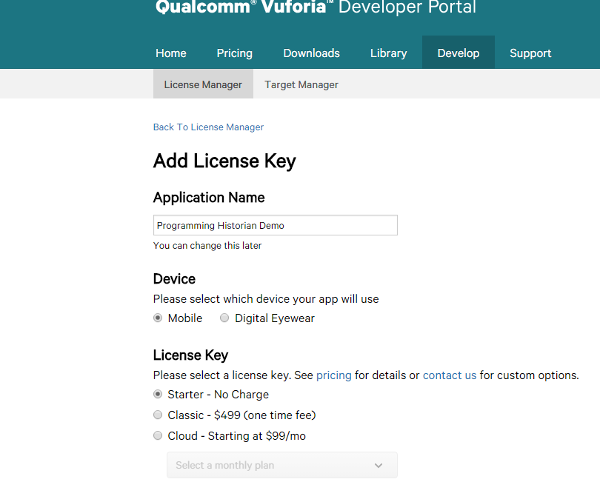 Qualcomm® Vuforia™ Developer Portal
Home Pricing Downloads Library Develop Support
License Manager Target Manager
Back To License Manager
Add License Key
Application Name
Programming Historian Demo
You can change this later
Device
Please select which device your app will use
Mobile Digital Eyewear
License Key
Please select a license key. See pricing for details or contact us for custom options.
Starter - No Charge
Classic - $499 (one time fee)
Cloud - Starting at $99/mo
Select a monthly plan